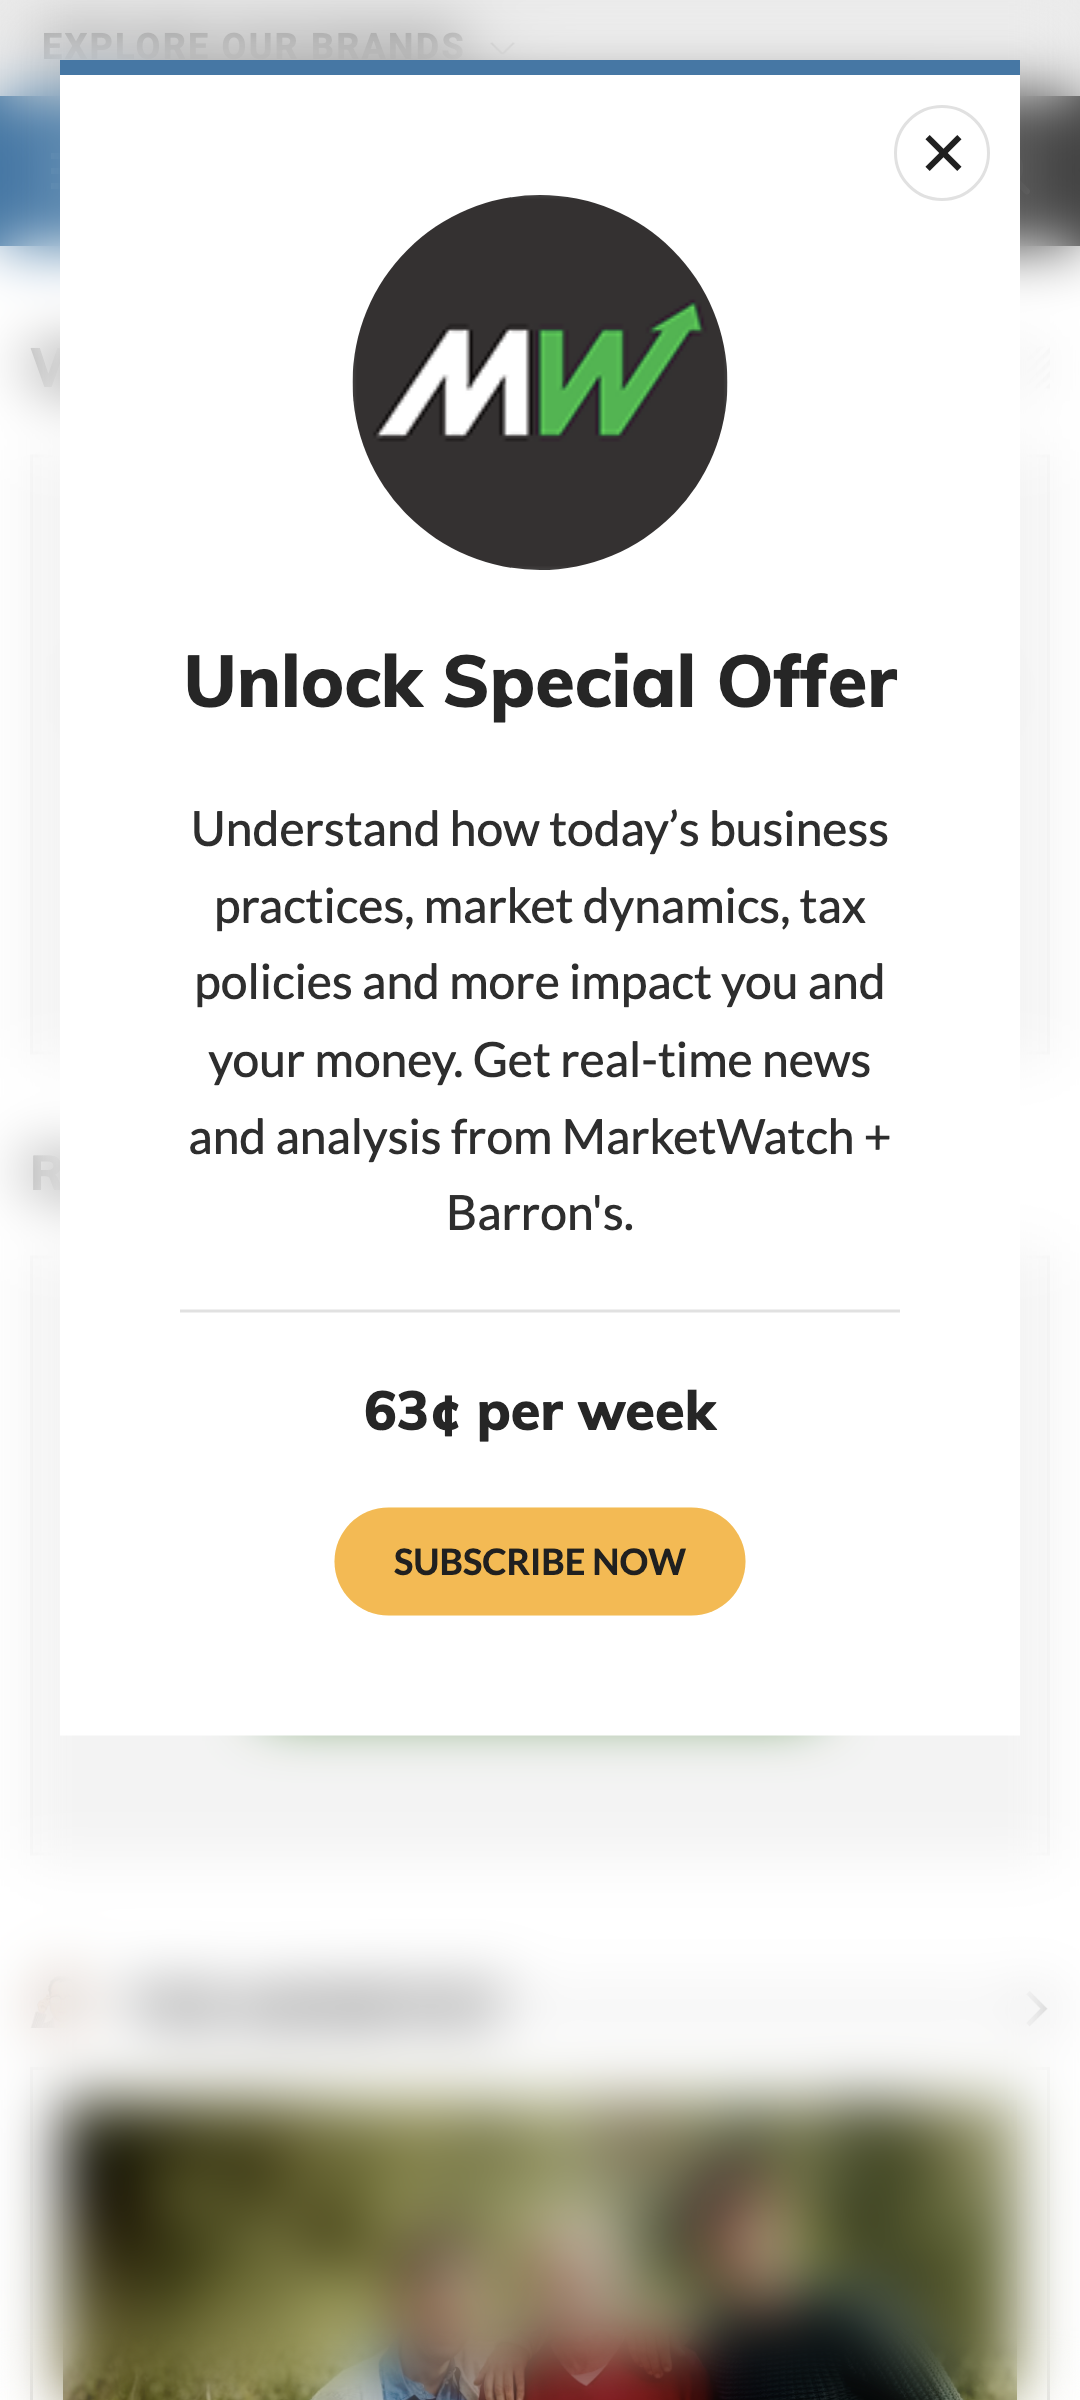 EXPLORE OUR BRANDS
MW
Unlock Special Offer
Understand how today’s business
practices, market dynamics, tax
policies and more impact you and
your money. Get real-time news
and analysis from MarketWatch +
Barron's.
63¢ per week
SUBSCRIBE NOW